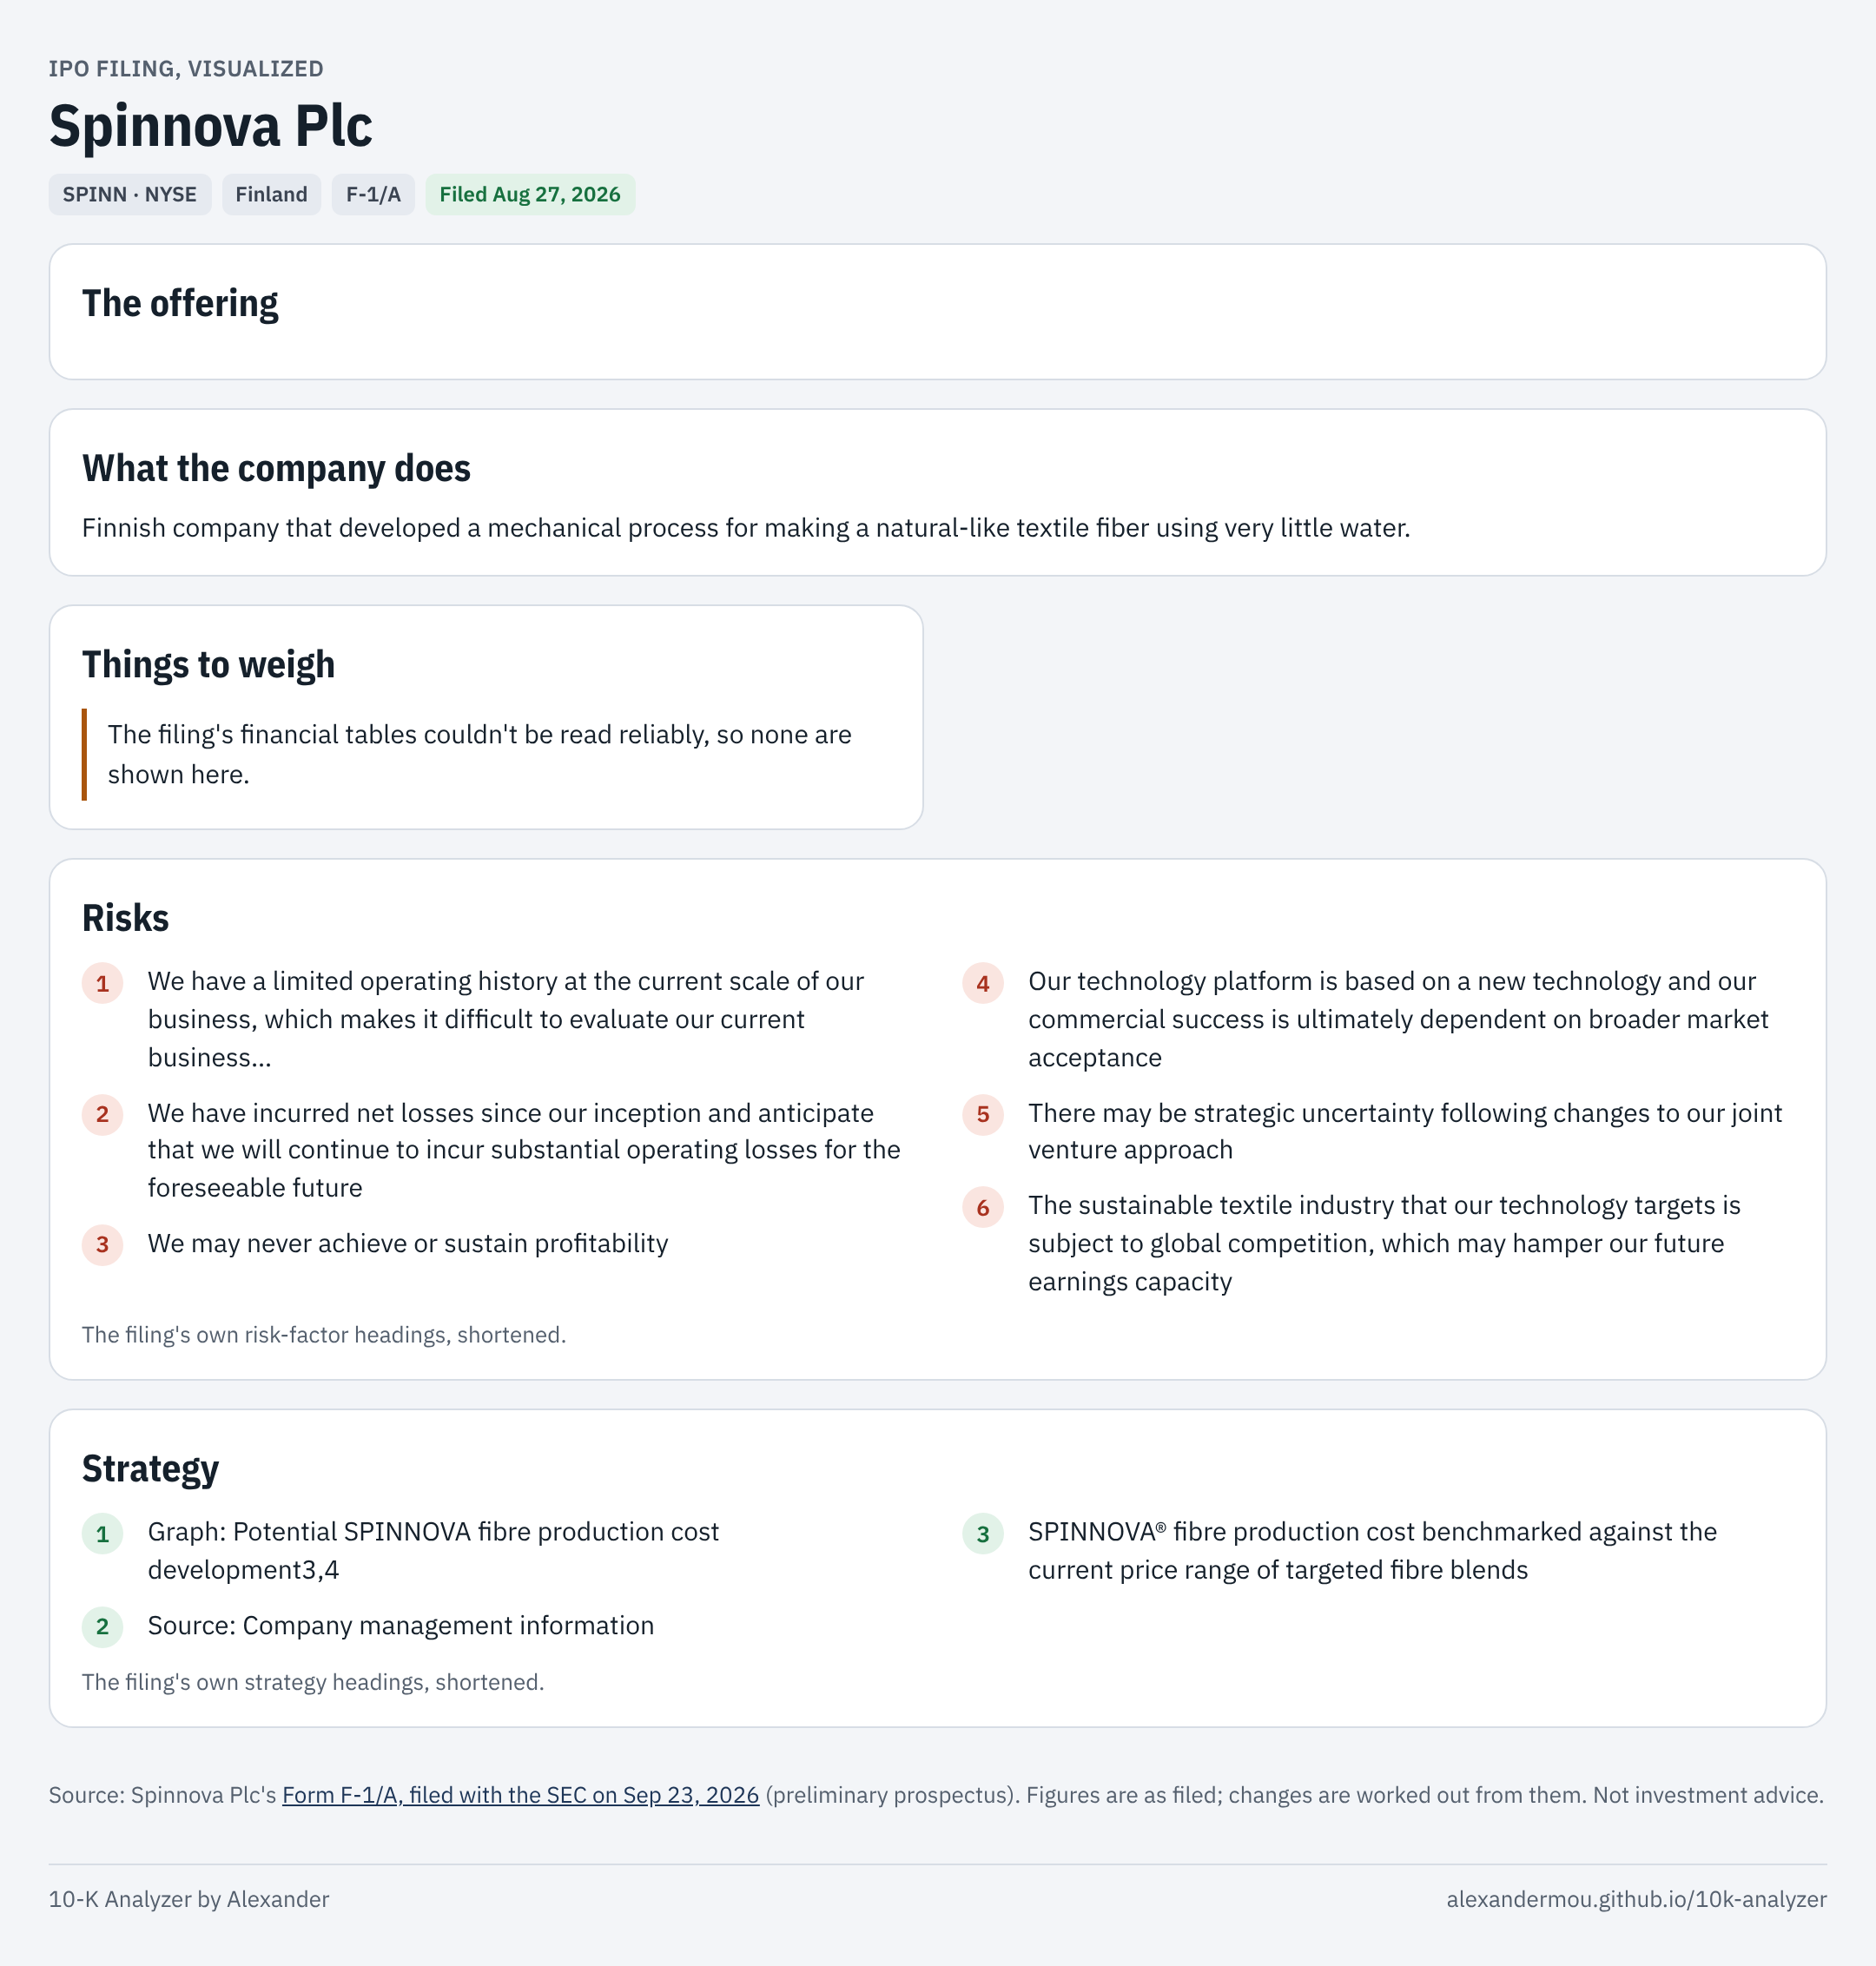 IPO FILING, VISUALIZED
Spinnova Plc
SPINN · NYSE
Finland
F-1/A
Filed Aug 27, 2026
The offering
What the company does
Finnish company that developed a mechanical process for making a natural-like textile fiber using very little water.
Things to weigh
The filing's financial tables couldn't be read reliably, so none are
shown here.
Risks
1 We have a limited operating history at the current scale of our
business, which makes it difficult to evaluate our current
business…
2 We have incurred net losses since our inception and anticipate
that we will continue to incur substantial operating losses for the
foreseeable future
3 We may never achieve or sustain profitability
4 Our technology platform is based on a new technology and our
commercial success is ultimately dependent on broader market
acceptance
5 There may be strategic uncertainty following changes to our joint
venture approach
6 The sustainable textile industry that our technology targets is
subject to global competition, which may hamper our future
earnings capacity
The filing's own risk-factor headings, shortened.
Strategy
1 Graph: Potential SPINNOVA fibre production cost
development3,4
2 Source: Company management information
3 SPINNOVA® fibre production cost benchmarked against the
current price range of targeted fibre blends
The filing's own strategy headings, shortened.
Source: Spinnova Plc's Form F-1/A, filed with the SEC on Sep 23, 2026 (preliminary prospectus). Figures are as filed; changes are worked out from them. Not investment advice.
10-K Analyzer by Alexander
alexandermou.github.io/10k-analyzer